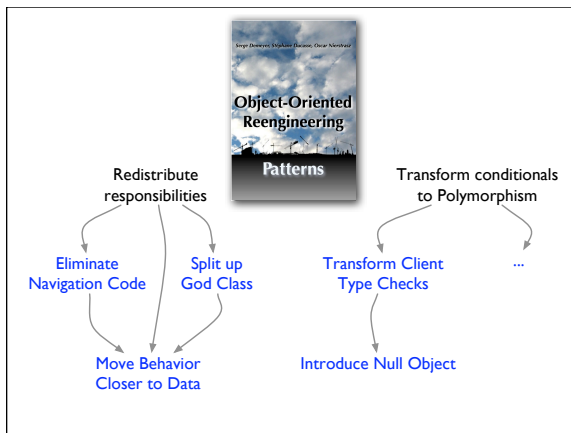 Serge Demeyer, Stéphane Ducasse, Oscar Nierstrasz
Object-Oriented
Reengineering
Patterns
Redistribute
responsibilities
Transform conditionals
to Polymorphism
Eliminate
Navigation Code
Split up
God Class
Transform Client
Type Checks
...
Move Behavior
Closer to Data
Introduce Null Object